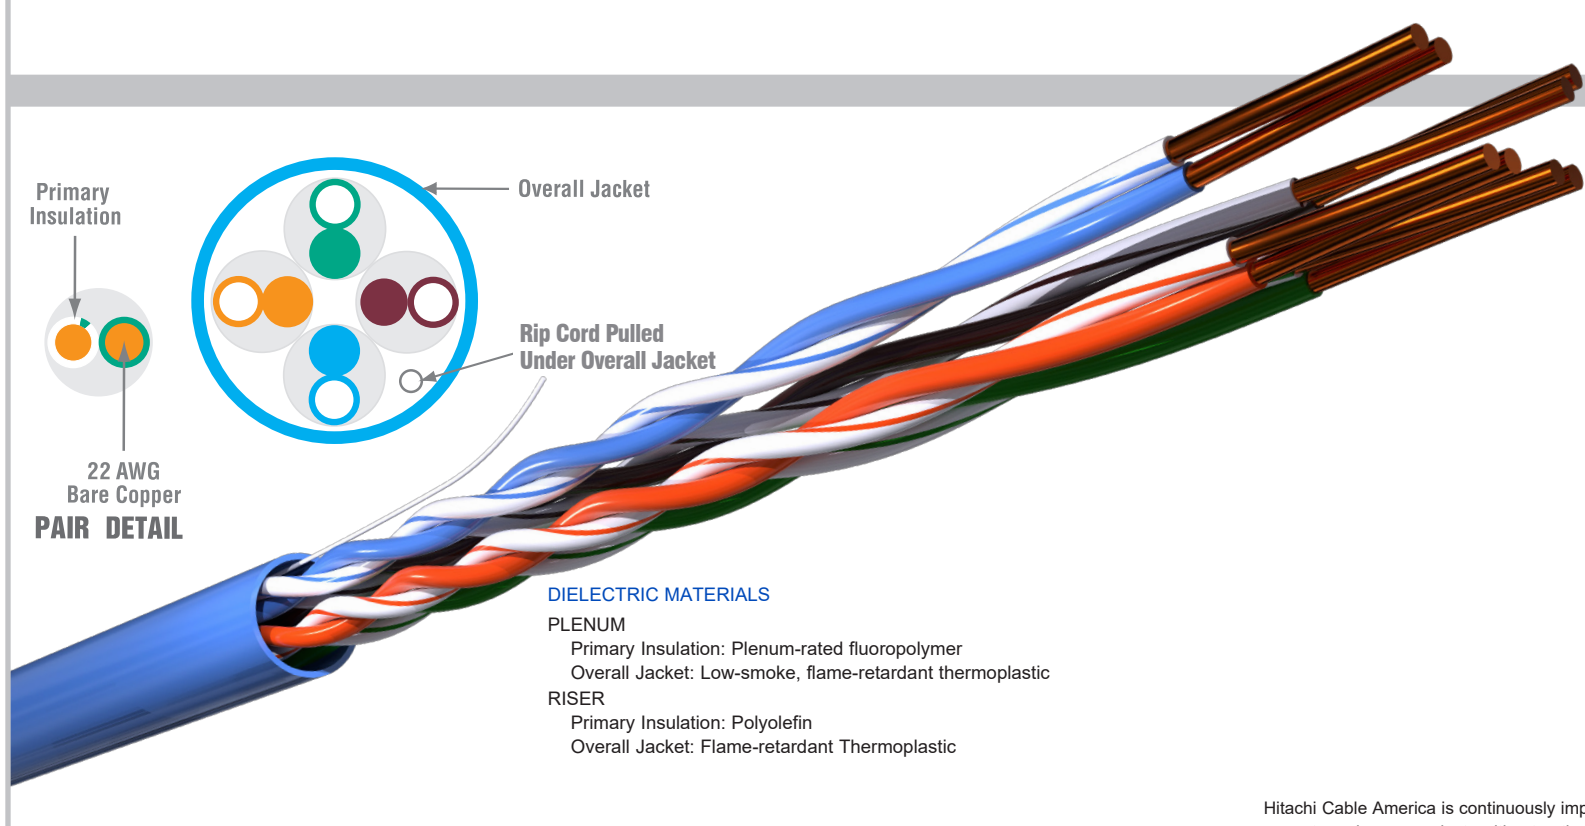 Primary
Insulation
Overall Jacket
Rip Cord Pulled
Under Overall Jacket
22 AWG
Bare Copper
PAIR DETAIL
DIELECTRIC MATERIALS
PLENUM
Primary Insulation: Plenum-rated fluoropolymer
Overall Jacket: Low-smoke, flame-retardant thermoplastic
RISER
Primary Insulation: Polyolefin
Overall Jacket: Flame-retardant Thermoplastic
Hitachi Cable America is continuously imp